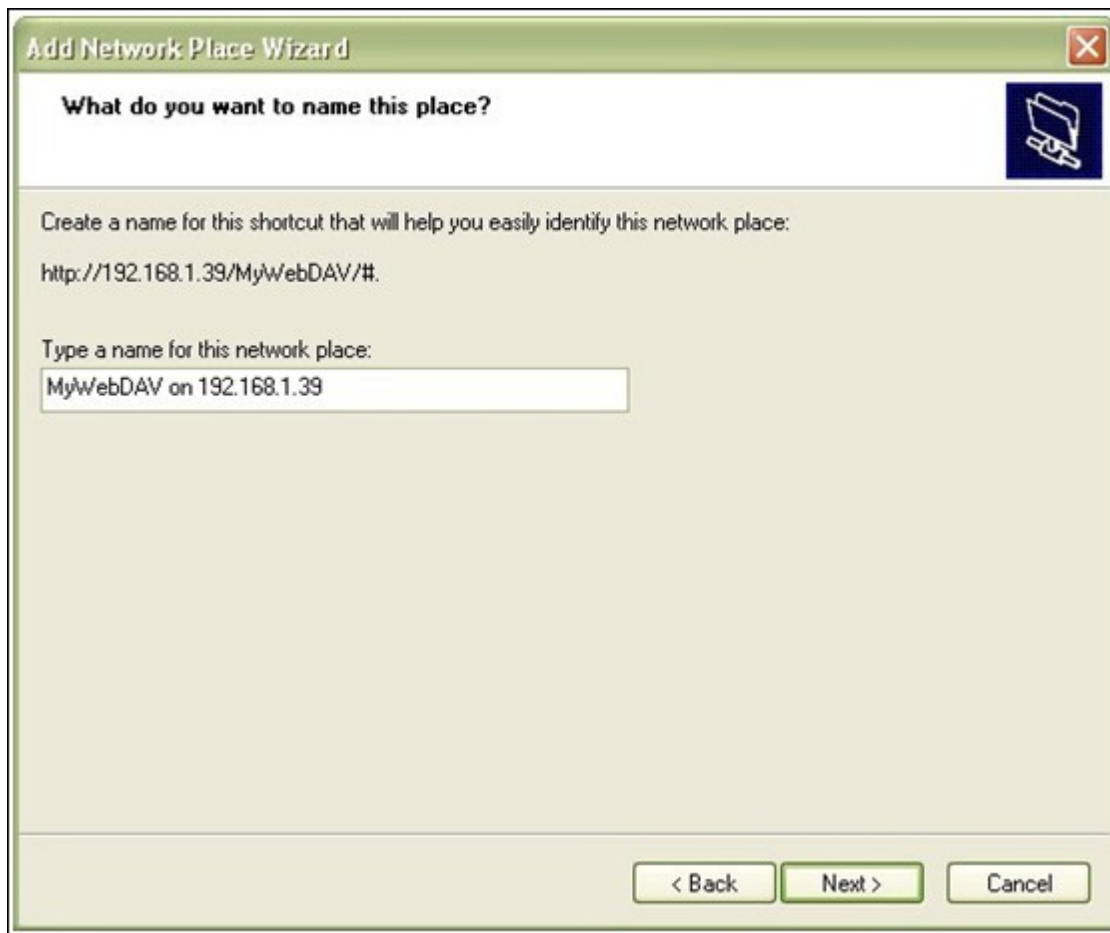 Add Network Place Wizard
What do you want to name this place?
Create a name for this shortcut that will help you easily identify this network place:
http://192.168.1.39/MyWebDAV/#.
Type a name for this network place:
MyWebDAV on 192.168.1.39
< Back Next > Cancel